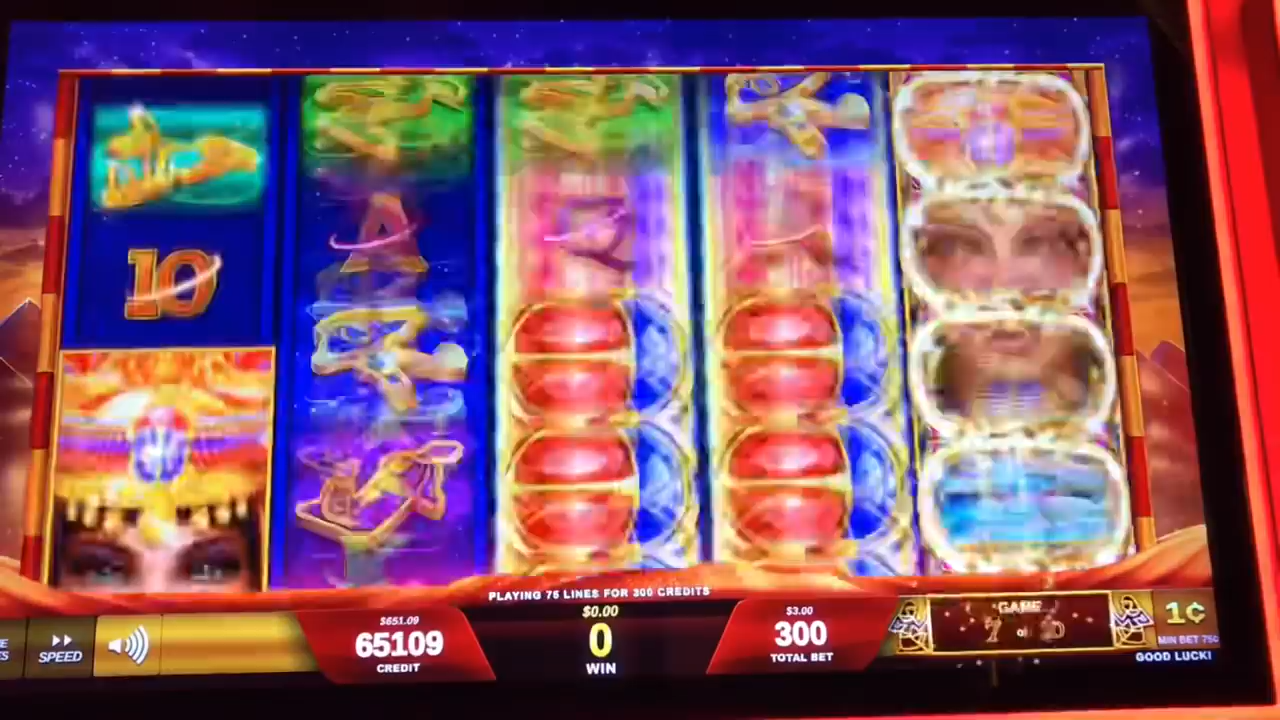 10
A
PLAYING 75 LINES FOR 300 CREDITS
SPEED
$651.09
65109
CREDIT
$0.00
0
WIN
$3.00
300
TOTAL BET
GAME
of
1¢
MIN BET 75¢
GOOD LUCK!